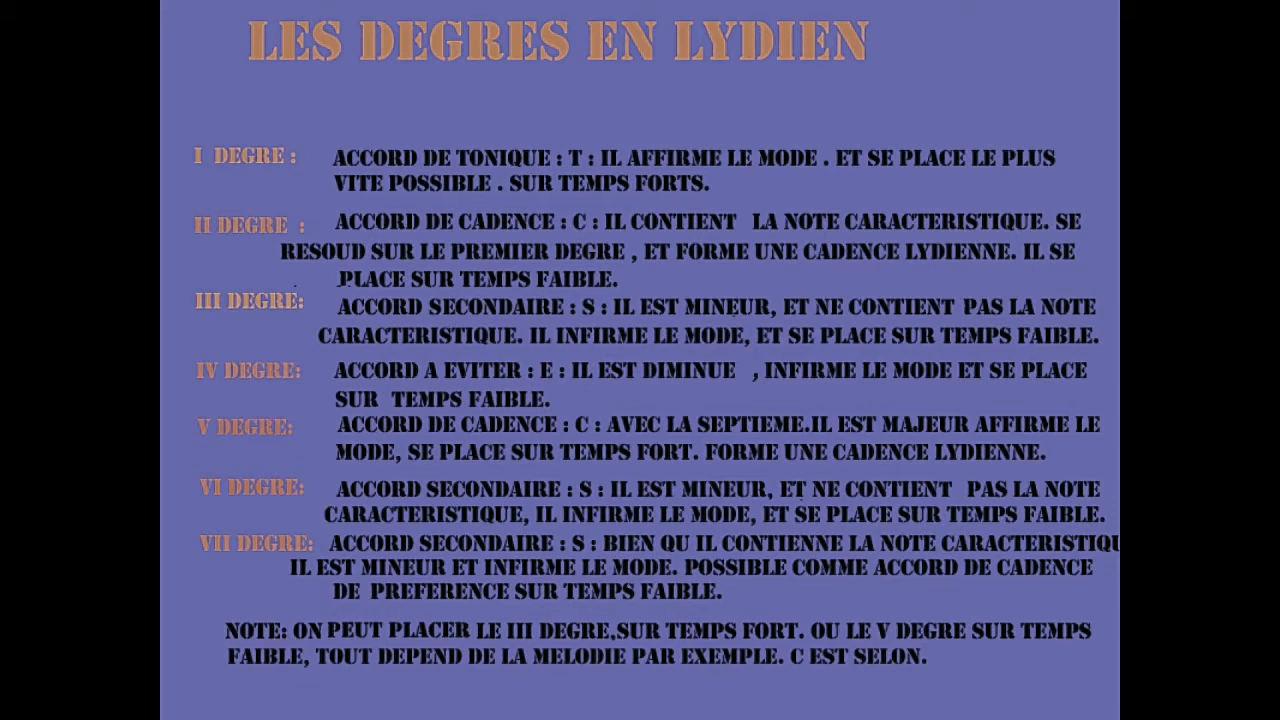 LES DEGRES EN LYDIEN
I DEGRE : ACCORD DE TONIQUE : T : IL AFFIRME LE MODE . ET SE PLACE LE PLUS
VITE POSSIBLE . SUR TEMPS FORTS.
II DEGRE : ACCORD DE CADENCE : C : IL CONTIENT LA NOTE CARACTERISTIQUE. SE
RESOUD SUR LE PREMIER DEGRE , ET FORME UNE CADENCE LYDIENNE. IL SE
PLACE SUR TEMPS FAIBLE.
III DEGRE: ACCORD SECONDAIRE : S : IL EST MINEUR, ET NE CONTIENT PAS LA NOTE
CARACTERISTIQUE. IL INFIRME LE MODE, ET SE PLACE SUR TEMPS FAIBLE.
IV DEGRE: ACCORD A EVITER : E : IL EST DIMINUE , INFIRME LE MODE ET SE PLACE
SUR TEMPS FAIBLE.
V DEGRE: ACCORD DE CADENCE : C : AVEC LA SEPTIEME.IL EST MAJEUR AFFIRME LE
MODE, SE PLACE SUR TEMPS FORT. FORME UNE CADENCE LYDIENNE.
VI DEGRE: ACCORD SECONDAIRE : S : IL EST MINEUR, ET NE CONTIENT PAS LA NOTE
CARACTERISTIQUE, IL INFIRME LE MODE, ET SE PLACE SUR TEMPS FAIBLE.
VII DEGRE: ACCORD SECONDAIRE : S : BIEN QU IL CONTIENNE LA NOTE CARACTERISTIQU
IL EST MINEUR ET INFIRME LE MODE. POSSIBLE COMME ACCORD DE CADENCE
DE PREFERENCE SUR TEMPS FAIBLE.
NOTE: ON PEUT PLACER LE III DEGRE,SUR TEMPS FORT. OU LE V DEGRE SUR TEMPS
FAIBLE, TOUT DEPEND DE LA MELODIE PAR EXEMPLE. C EST SELON.